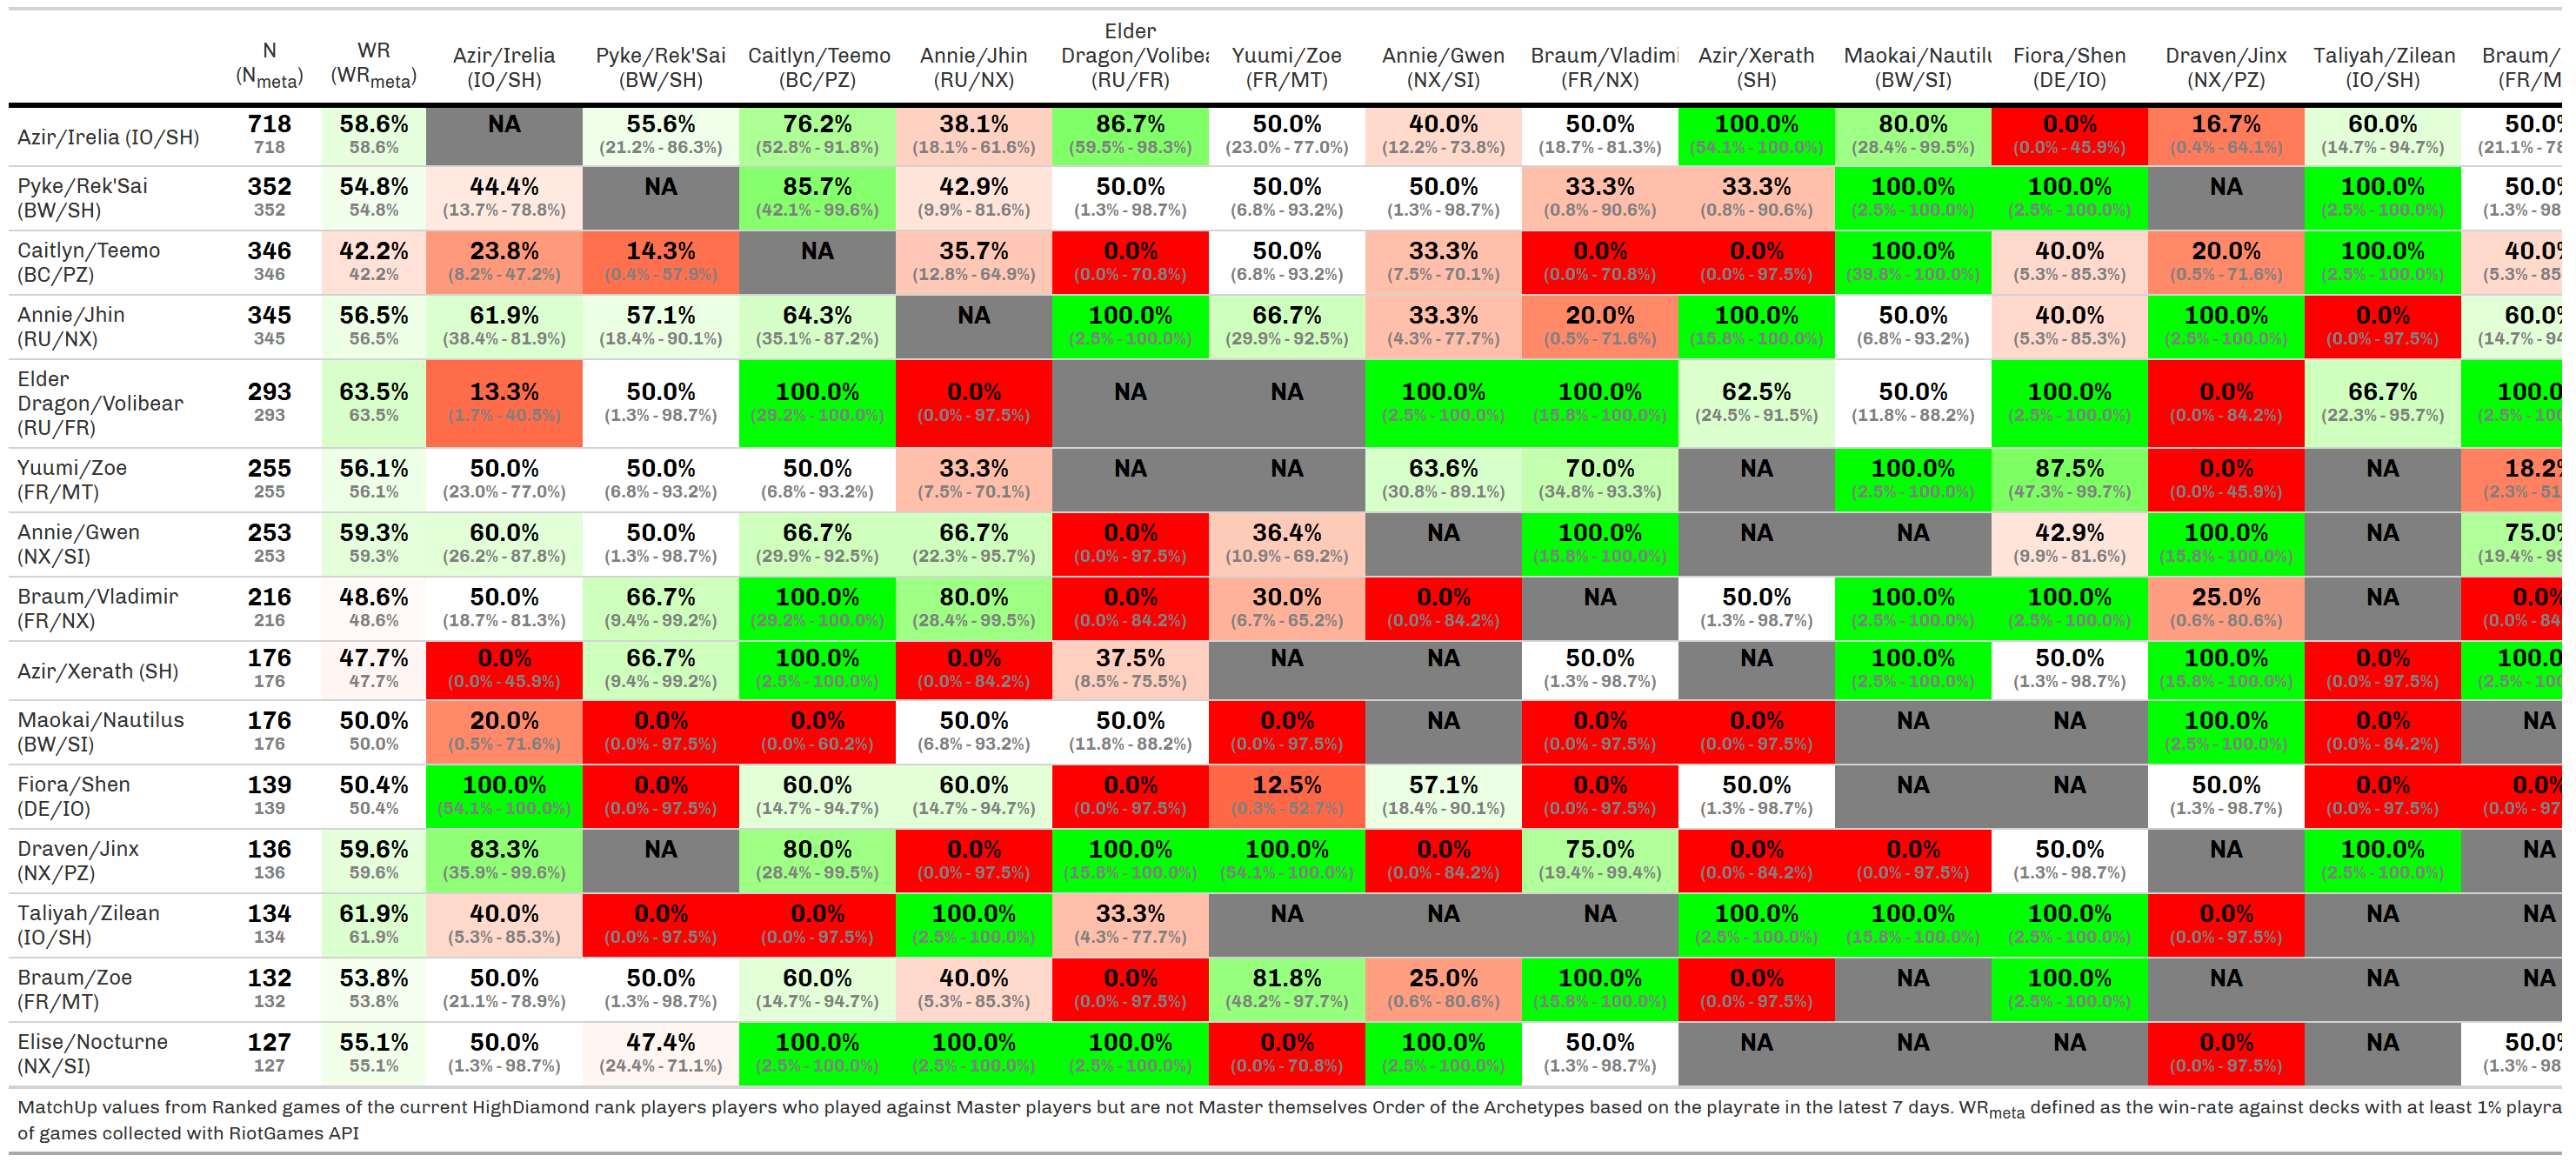 N (Nmeta) WR (WRmeta) Azir/Irelia (IO/SH) Pyke/Rek'Sai (BW/SH) Caitlyn/Teemo (BC/PZ) Annie/Jhin (RU/NX) Elder Dragon/Volibea (RU/FR) Yuumi/Zoe (FR/MT) Annie/Gwen (NX/SI) Braum/Vladimi (FR/NX) Azir/Xerath (SH) Maokai/Nautilu (BW/SI) Fiora/Shen (DE/IO) Draven/Jinx (NX/PZ) Taliyah/Zilean (IO/SH) Braum/ (FR/M
Azir/Irelia (IO/SH) 718 58.6% NA 55.6% 76.2% 38.1% 86.7% 50.0% 40.0% 50.0% 100.0% 80.0% 0.0% 16.7% 60.0% 50.0%
718 58.6% (21.2% - 86.3%) (52.8% - 91.8%) (18.1% - 61.6%) (59.5% - 98.3%) (23.0% - 77.0%) (12.2% - 73.8%) (18.7% - 81.3%) (54.1% - 100.0%) (28.4% - 99.5%) (0.0% - 45.9%) (0.4% - 64.1%) (14.7% - 94.7%) (21.1% - 78
Pyke/Rek'Sai 352 54.8% 44.4% NA 85.7% 42.9% 50.0% 50.0% 50.0% 33.3% 33.3% 100.0% 100.0% NA 100.0% 50.0%
(BW/SH) 352 54.8% (13.7% - 78.8%) (42.1% - 99.6%) (9.9% - 81.6%) (1.3% - 98.7%) (6.8% - 93.2%) (1.3% - 98.7%) (0.8% - 90.6%) (0.8% - 90.6%) (2.5% - 100.0%) (2.5% - 100.0%) (2.5% - 100.0%) (1.3% - 98
Caitlyn/Teemo 346 42.2% 23.8% 14.3% NA 35.7% 0.0% 50.0% 33.3% 0.0% 0.0% 100.0% 40.0% 20.0% 100.0% 40.0%
(BC/PZ) 346 42.2% (8.2% - 47.2%) (0.4% - 57.9%) (12.8% - 64.9%) (0.0% - 70.8%) (6.8% - 93.2%) (7.5% - 70.1%) (0.0% - 70.8%) (0.0% - 97.5%) (39.8% - 100.0%) (5.3% - 85.3%) (0.5% - 71.6%) (2.5% - 100.0%) (5.3% - 85
Annie/Jhin 345 56.5% 61.9% 57.1% 64.3% NA 100.0% 66.7% 33.3% 20.0% 100.0% 50.0% 40.0% 100.0% 0.0% 60.0%
(RU/NX) 345 56.5% (38.4% - 81.9%) (18.4% - 90.1%) (35.1% - 87.2%) (2.5% - 100.0%) (29.9% - 92.5%) (4.3% - 77.7%) (0.5% - 71.6%) (15.8% - 100.0%) (6.8% - 93.2%) (5.3% - 85.3%) (2.5% - 100.0%) (0.0% - 97.5%) (14.7% - 94
Elder
Dragon/Volibear 293 63.5% 13.3% 50.0% 100.0% 0.0% NA NA 100.0% 100.0% 62.5% 50.0% 100.0% 0.0% 66.7% 100.0
(RU/FR) 293 63.5% (1.7% - 40.5%) (1.3% - 98.7%) (29.2% - 100.0%) (0.0% - 97.5%) (2.5% - 100.0%) (15.8% - 100.0%) (24.5% - 91.5%) (11.8% - 88.2%) (2.5% - 100.0%) (0.0% - 84.2%) (22.3% - 95.7%) (2.5% - 100
Yuumi/Zoe 255 56.1% 50.0% 50.0% 50.0% 33.3% NA NA 63.6% 70.0% NA 100.0% 87.5% 0.0% NA 18.2%
(FR/MT) 255 56.1% (23.0% - 77.0%) (6.8% - 93.2%) (6.8% - 93.2%) (7.5% - 70.1%) (30.8% - 89.1%) (34.8% - 93.3%) (2.5% - 100.0%) (47.3% - 99.7%) (0.0% - 45.9%) (2.3% - 51
Annie/Gwen 253 59.3% 60.0% 50.0% 66.7% 66.7% 0.0% 36.4% NA 100.0% NA NA 42.9% 100.0% NA 75.0%
(NX/SI) 253 59.3% (26.2% - 87.8%) (1.3% - 98.7%) (29.9% - 92.5%) (22.3% - 95.7%) (0.0% - 97.5%) (10.9% - 69.2%) (15.8% - 100.0%) (9.9% - 81.6%) (15.8% - 100.0%) (19.4% - 99
Braum/Vladimir 216 48.6% 50.0% 66.7% 100.0% 80.0% 0.0% 30.0% 0.0% NA 50.0% 100.0% 100.0% 25.0% NA 0.0%
(FR/NX) 216 48.6% (18.7% - 81.3%) (9.4% - 99.2%) (29.2% - 100.0%) (28.4% - 99.5%) (0.0% - 84.2%) (6.7% - 65.2%) (0.0% - 84.2%) (1.3% - 98.7%) (2.5% - 100.0%) (2.5% - 100.0%) (0.6% - 80.6%) (0.0% - 84
Azir/Xerath (SH) 176 47.7% 0.0% 66.7% 100.0% 0.0% 37.5% NA NA 50.0% NA 100.0% 50.0% 100.0% 0.0% 100.0
176 47.7% (0.0% - 45.9%) (9.4% - 99.2%) (2.5% - 100.0%) (0.0% - 84.2%) (8.5% - 75.5%) (1.3% - 98.7%) (2.5% - 100.0%) (1.3% - 98.7%) (15.8% - 100.0%) (0.0% - 97.5%) (2.5% - 100
Maokai/Nautilus 176 50.0% 20.0% 0.0% 0.0% 50.0% 50.0% 0.0% NA 0.0% 0.0% NA NA 100.0% 0.0% NA
(BW/SI) 176 50.0% (0.5% - 71.6%) (0.0% - 97.5%) (0.0% - 60.2%) (6.8% - 93.2%) (11.8% - 88.2%) (0.0% - 97.5%) (0.0% - 97.5%) (0.0% - 97.5%) (2.5% - 100.0%) (0.0% - 84.2%)
Fiora/Shen 139 50.4% 100.0% 0.0% 60.0% 60.0% 0.0% 12.5% 57.1% 0.0% 50.0% NA NA 50.0% 0.0% 0.0%
(DE/IO) 139 50.4% (54.1% - 100.0%) (0.0% - 97.5%) (14.7% - 94.7%) (14.7% - 94.7%) (0.0% - 97.5%) (0.3% - 52.7%) (18.4% - 90.1%) (0.0% - 97.5%) (1.3% - 98.7%) (1.3% - 98.7%) (0.0% - 97.5%) (0.0% - 97
Draven/Jinx 136 59.6% 83.3% NA 80.0% 0.0% 100.0% 100.0% 0.0% 75.0% 0.0% 0.0% 50.0% NA 100.0% NA
(NX/PZ) 136 59.6% (35.9% - 99.6%) (28.4% - 99.5%) (0.0% - 97.5%) (15.8% - 100.0%) (54.1% - 100.0%) (0.0% - 84.2%) (19.4% - 99.4%) (0.0% - 84.2%) (0.0% - 97.5%) (1.3% - 98.7%) (2.5% - 100.0%)
Taliyah/Zilean 134 61.9% 40.0% 0.0% 0.0% 100.0% 33.3% NA NA NA 100.0% 100.0% 100.0% 0.0% NA NA
(IO/SH) 134 61.9% (5.3% - 85.3%) (0.0% - 97.5%) (0.0% - 97.5%) (2.5% - 100.0%) (4.3% - 77.7%) (2.5% - 100.0%) (15.8% - 100.0%) (2.5% - 100.0%) (0.0% - 97.5%)
Braum/Zoe 132 53.8% 50.0% 50.0% 60.0% 40.0% 0.0% 81.8% 25.0% 100.0% 0.0% NA 100.0% NA NA NA
(FR/MT) 132 53.8% (21.1% - 78.9%) (1.3% - 98.7%) (14.7% - 94.7%) (5.3% - 85.3%) (0.0% - 97.5%) (48.2% - 97.7%) (0.6% - 80.6%) (15.8% - 100.0%) (0.0% - 97.5%) (2.5% - 100.0%)
Elise/Nocturne 127 55.1% 50.0% 47.4% 100.0% 100.0% 100.0% 0.0% 100.0% 50.0% NA NA NA 0.0% NA 50.0%
(NX/SI) 127 55.1% (1.3% - 98.7%) (24.4% - 71.1%) (2.5% - 100.0%) (2.5% - 100.0%) (2.5% - 100.0%) (0.0% - 70.8%) (2.5% - 100.0%) (1.3% - 98.7%) (0.0% - 97.5%) (1.3% - 98
MatchUp values from Ranked games of the current HighDiamond rank players players who played against Master players but are not Master themselves Order of the Archetypes based on the playrate in the latest 7 days. WRmeta defined as the win-rate against decks with at least 1% playra
of games collected with RiotGames API